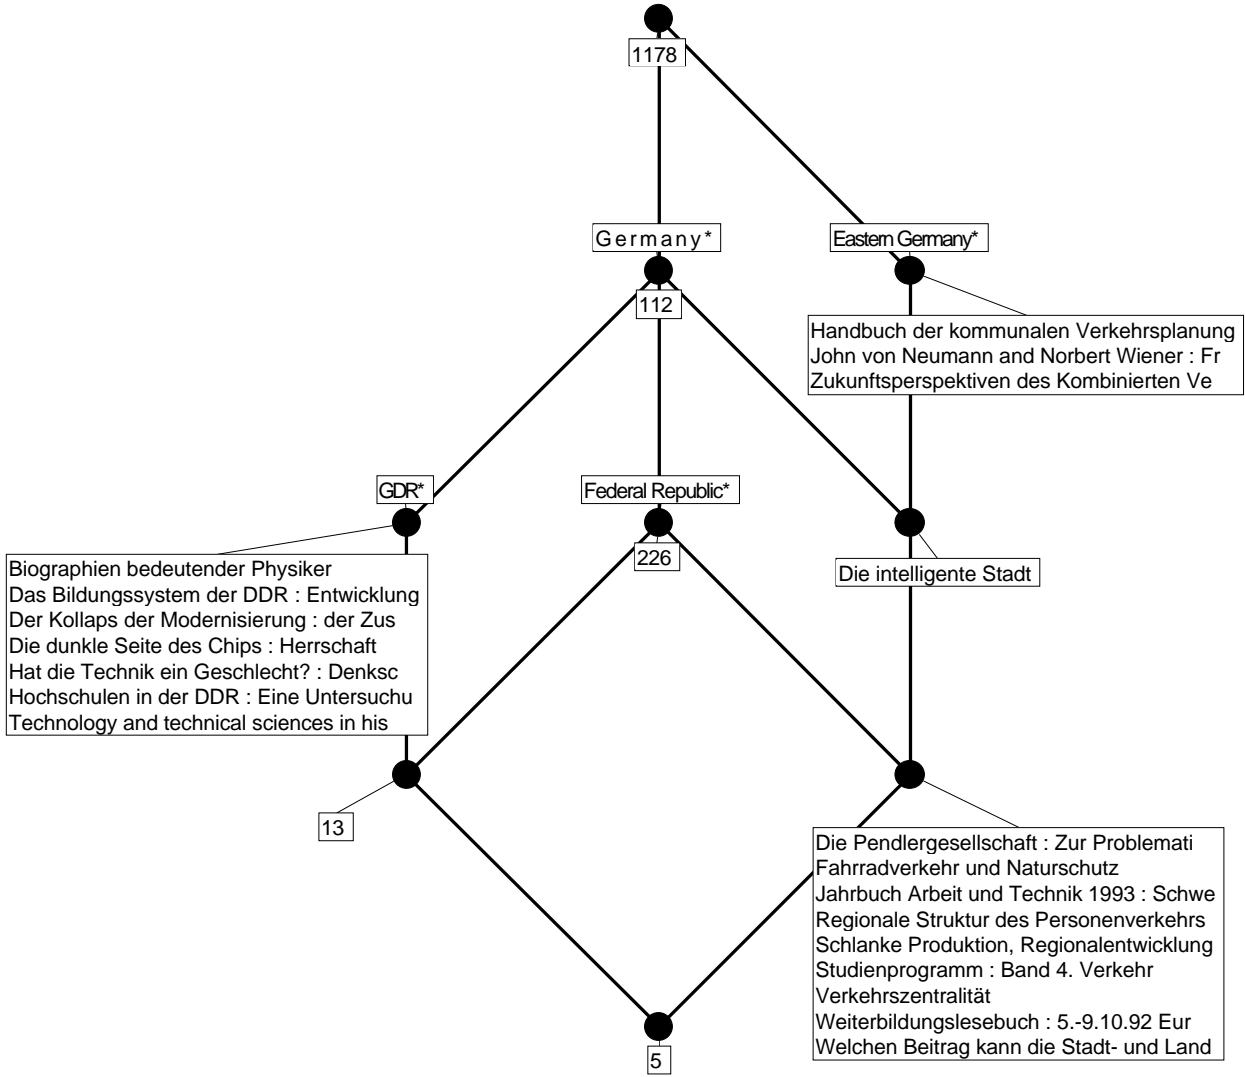 1178
Germany*
Eastern Germany*
112
Handbuch der kommunalen Verkehrsplanung
John von Neumann and Norbert Wiener : Fr
Zukunftsperspektiven des Kombinierten Ve
GDR*
Federal Republic*
226
Die intelligente Stadt
Biographien bedeutender Physiker
Das Bildungssystem der DDR : Entwicklung
Der Kollaps der Modernisierung : der Zus
Die dunkle Seite des Chips : Herrschaft
Hat die Technik ein Geschlecht? : Denksc
Hochschulen in der DDR : Eine Untersuchu
Technology and technical sciences in his
13
Die Pendlergesellschaft : Zur Problemati
Fahrradverkehr und Naturschutz
Jahrbuch Arbeit und Technik 1993 : Schwe
Regionale Struktur des Personenverkehrs
Schlanke Produktion, Regionalentwicklung
Studienprogramm : Band 4. Verkehr
Verkehrszentralität
Weiterbildungslesebuch : 5.-9.10.92 Eur
Welchen Beitrag kann die Stadt- und Land
5